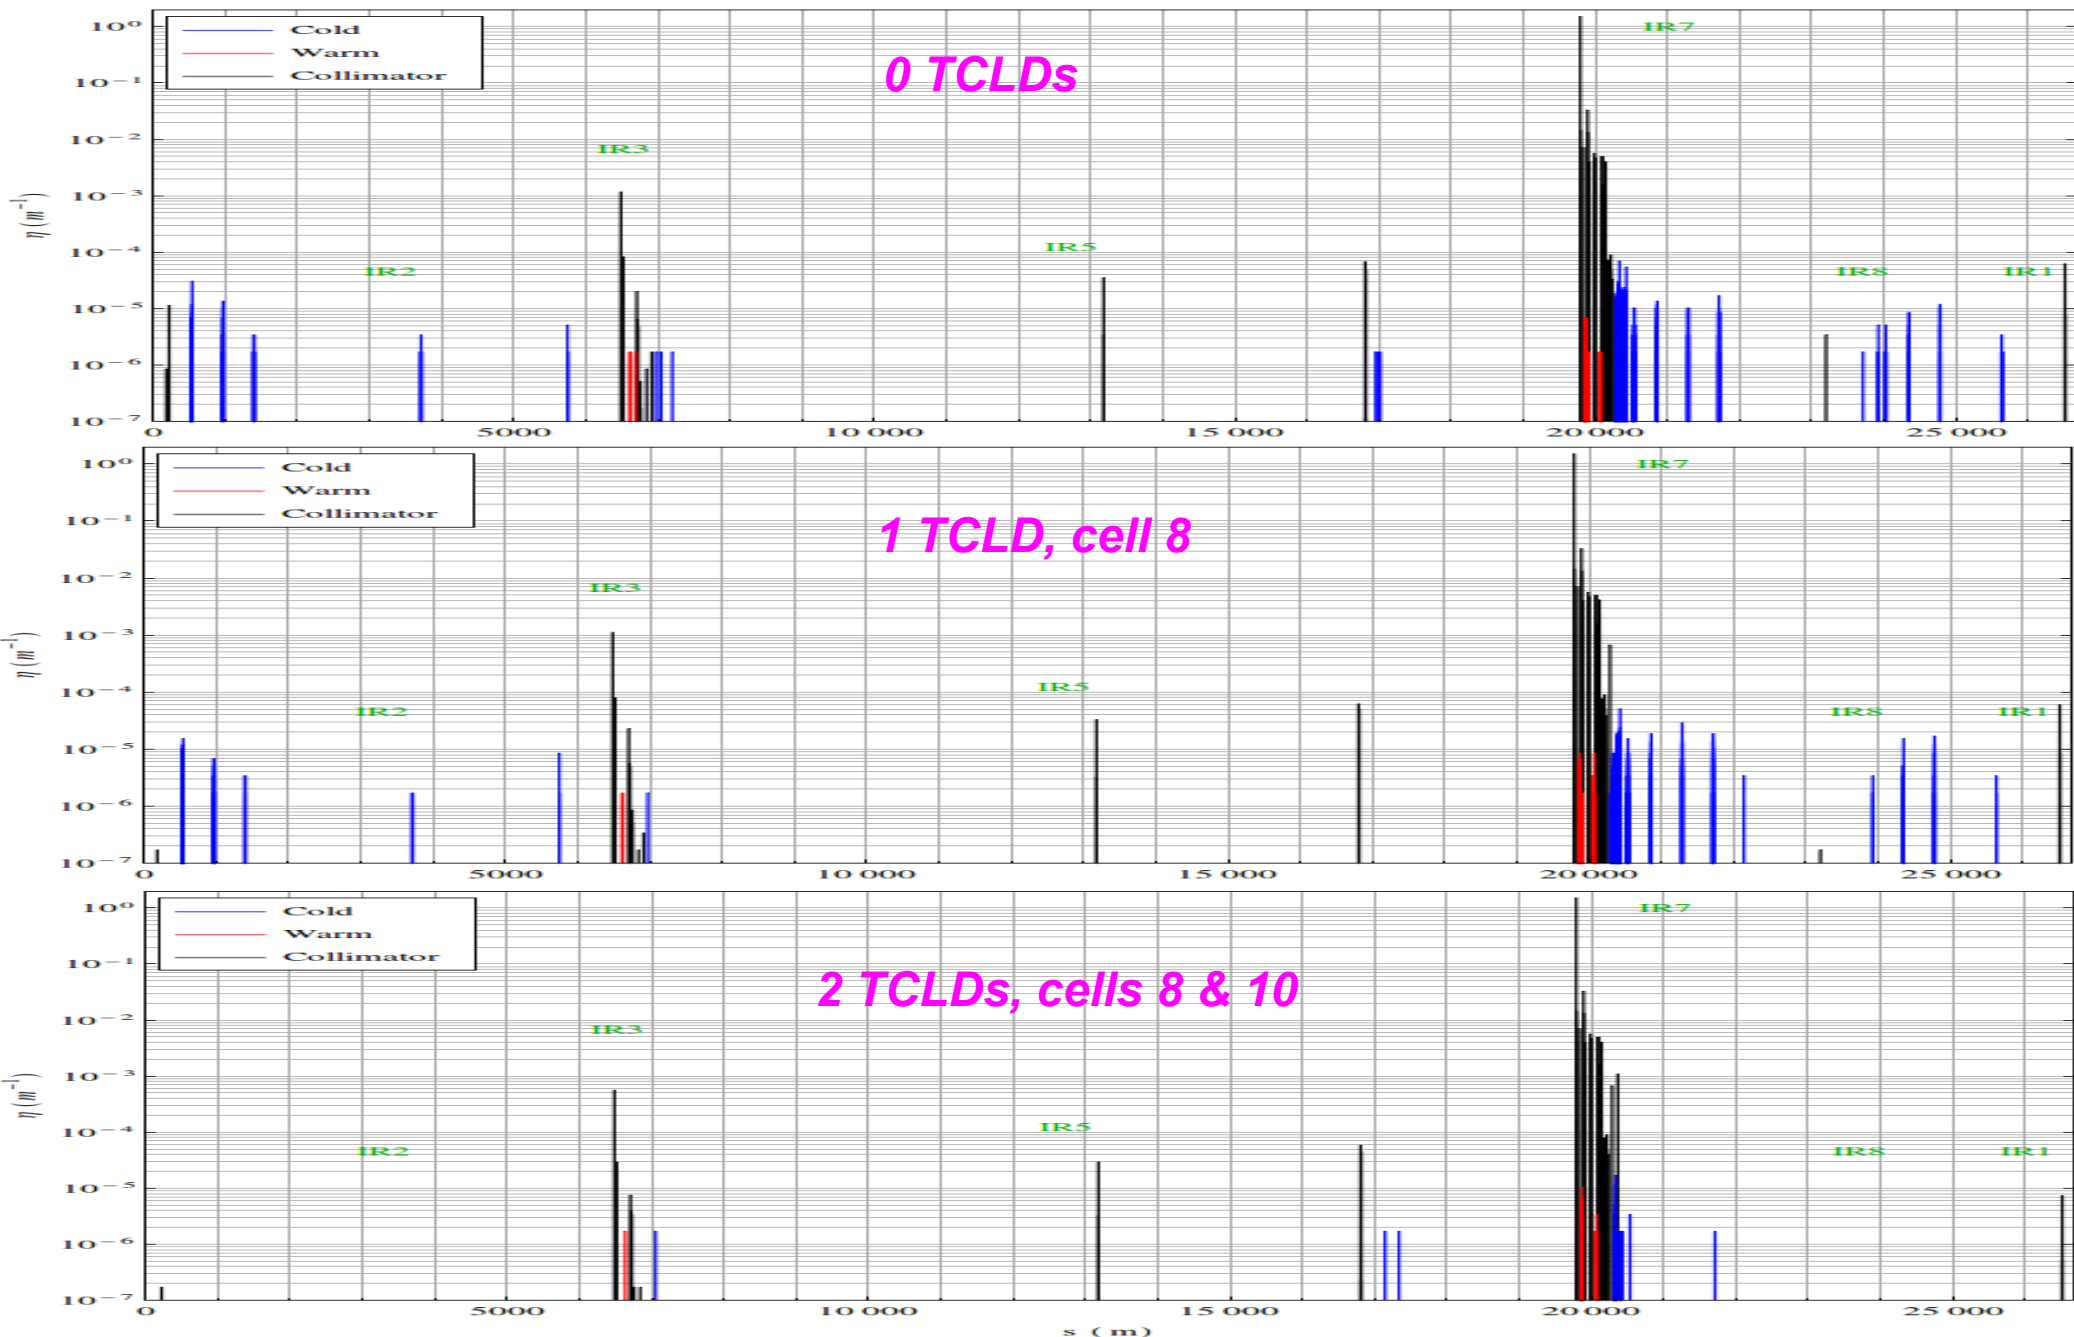 10⁰
Cold
Warm
Collimator
0 TCLDs
IR7
10⁻¹
10⁻²
IR3
10⁻³
η (m⁻¹)
10⁻⁴
IR2
IR5
IR8
IR1
10⁻⁵
10⁻⁶
10⁻⁷
0 5000 10 000 15 000 20 000 25 000
10⁰
Cold
Warm
Collimator
1 TCLD, cell 8
IR7
10⁻¹
10⁻²
IR3
10⁻³
η (m⁻¹)
10⁻⁴
IR2
IR5
IR8
IR1
10⁻⁵
10⁻⁶
10⁻⁷
0 5000 10 000 15 000 20 000 25 000
10⁰
Cold
Warm
Collimator
2 TCLDs, cells 8 & 10
IR7
10⁻¹
10⁻²
IR3
10⁻³
η (m⁻¹)
10⁻⁴
IR2
IR5
IR8
IR1
10⁻⁵
10⁻⁶
10⁻⁷
0 5000 10 000 15 000 20 000 25 000
s (m)